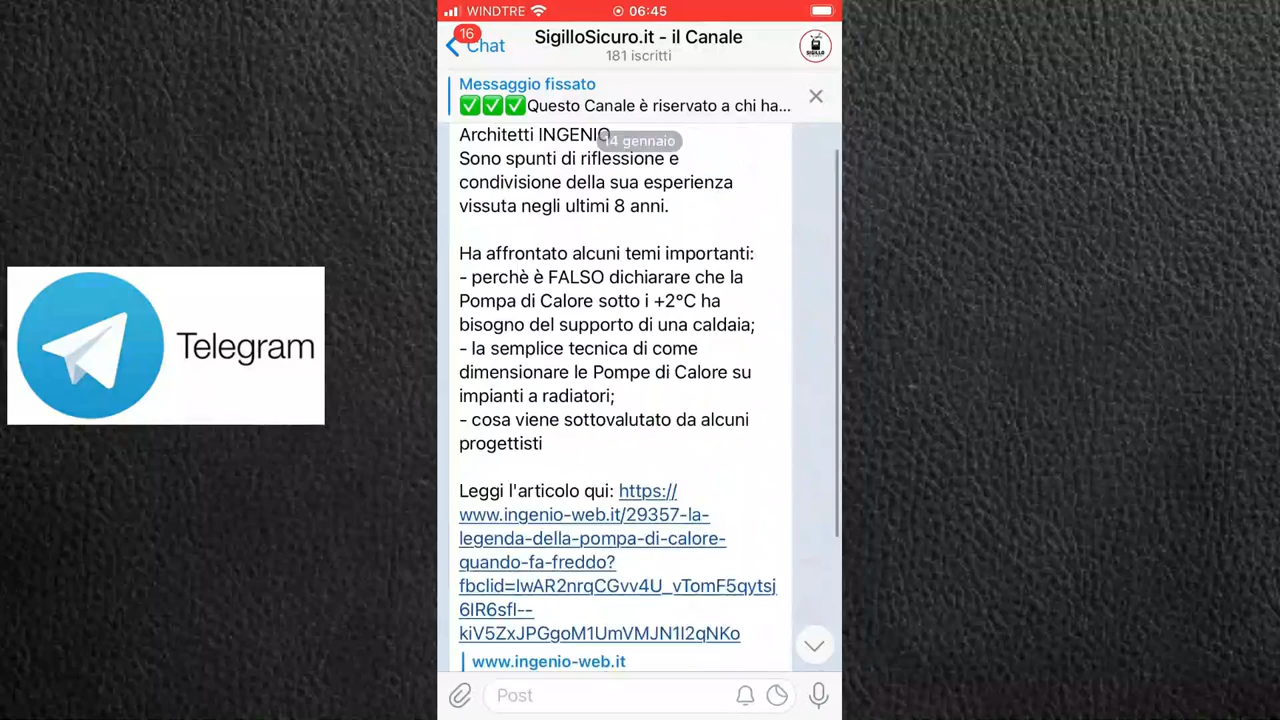 WINDTRE
06:45
16
Chat
SigilloSicuro.it - il Canale
181 iscritti
SIGILLO
Messaggio fissato
✅✅✅Questo Canale è riservato a chi ha...
Architetti INGENIO
14 gennaio
Sono spunti di riflessione e
condivisione della sua esperienza
vissuta negli ultimi 8 anni.
Ha affrontato alcuni temi importanti:
- perchè è FALSO dichiarare che la
Pompa di Calore sotto i +2°C ha
bisogno del supporto di una caldaia;
- la semplice tecnica di come
dimensionare le Pompe di Calore su
impianti a radiatori;
- cosa viene sottovalutato da alcuni
progettisti
Leggi l'articolo qui: https://
www.ingenio-web.it/29357-la-
legenda-della-pompa-di-calore-
quando-fa-freddo?
fbclid=IwAR2nrqCGvv4U_vTomF5qytsj
6IR6sfI--
kiV5ZxJPGgoM1UmVMJN1I2qNKo
www.ingenio-web.it
Post
Telegram